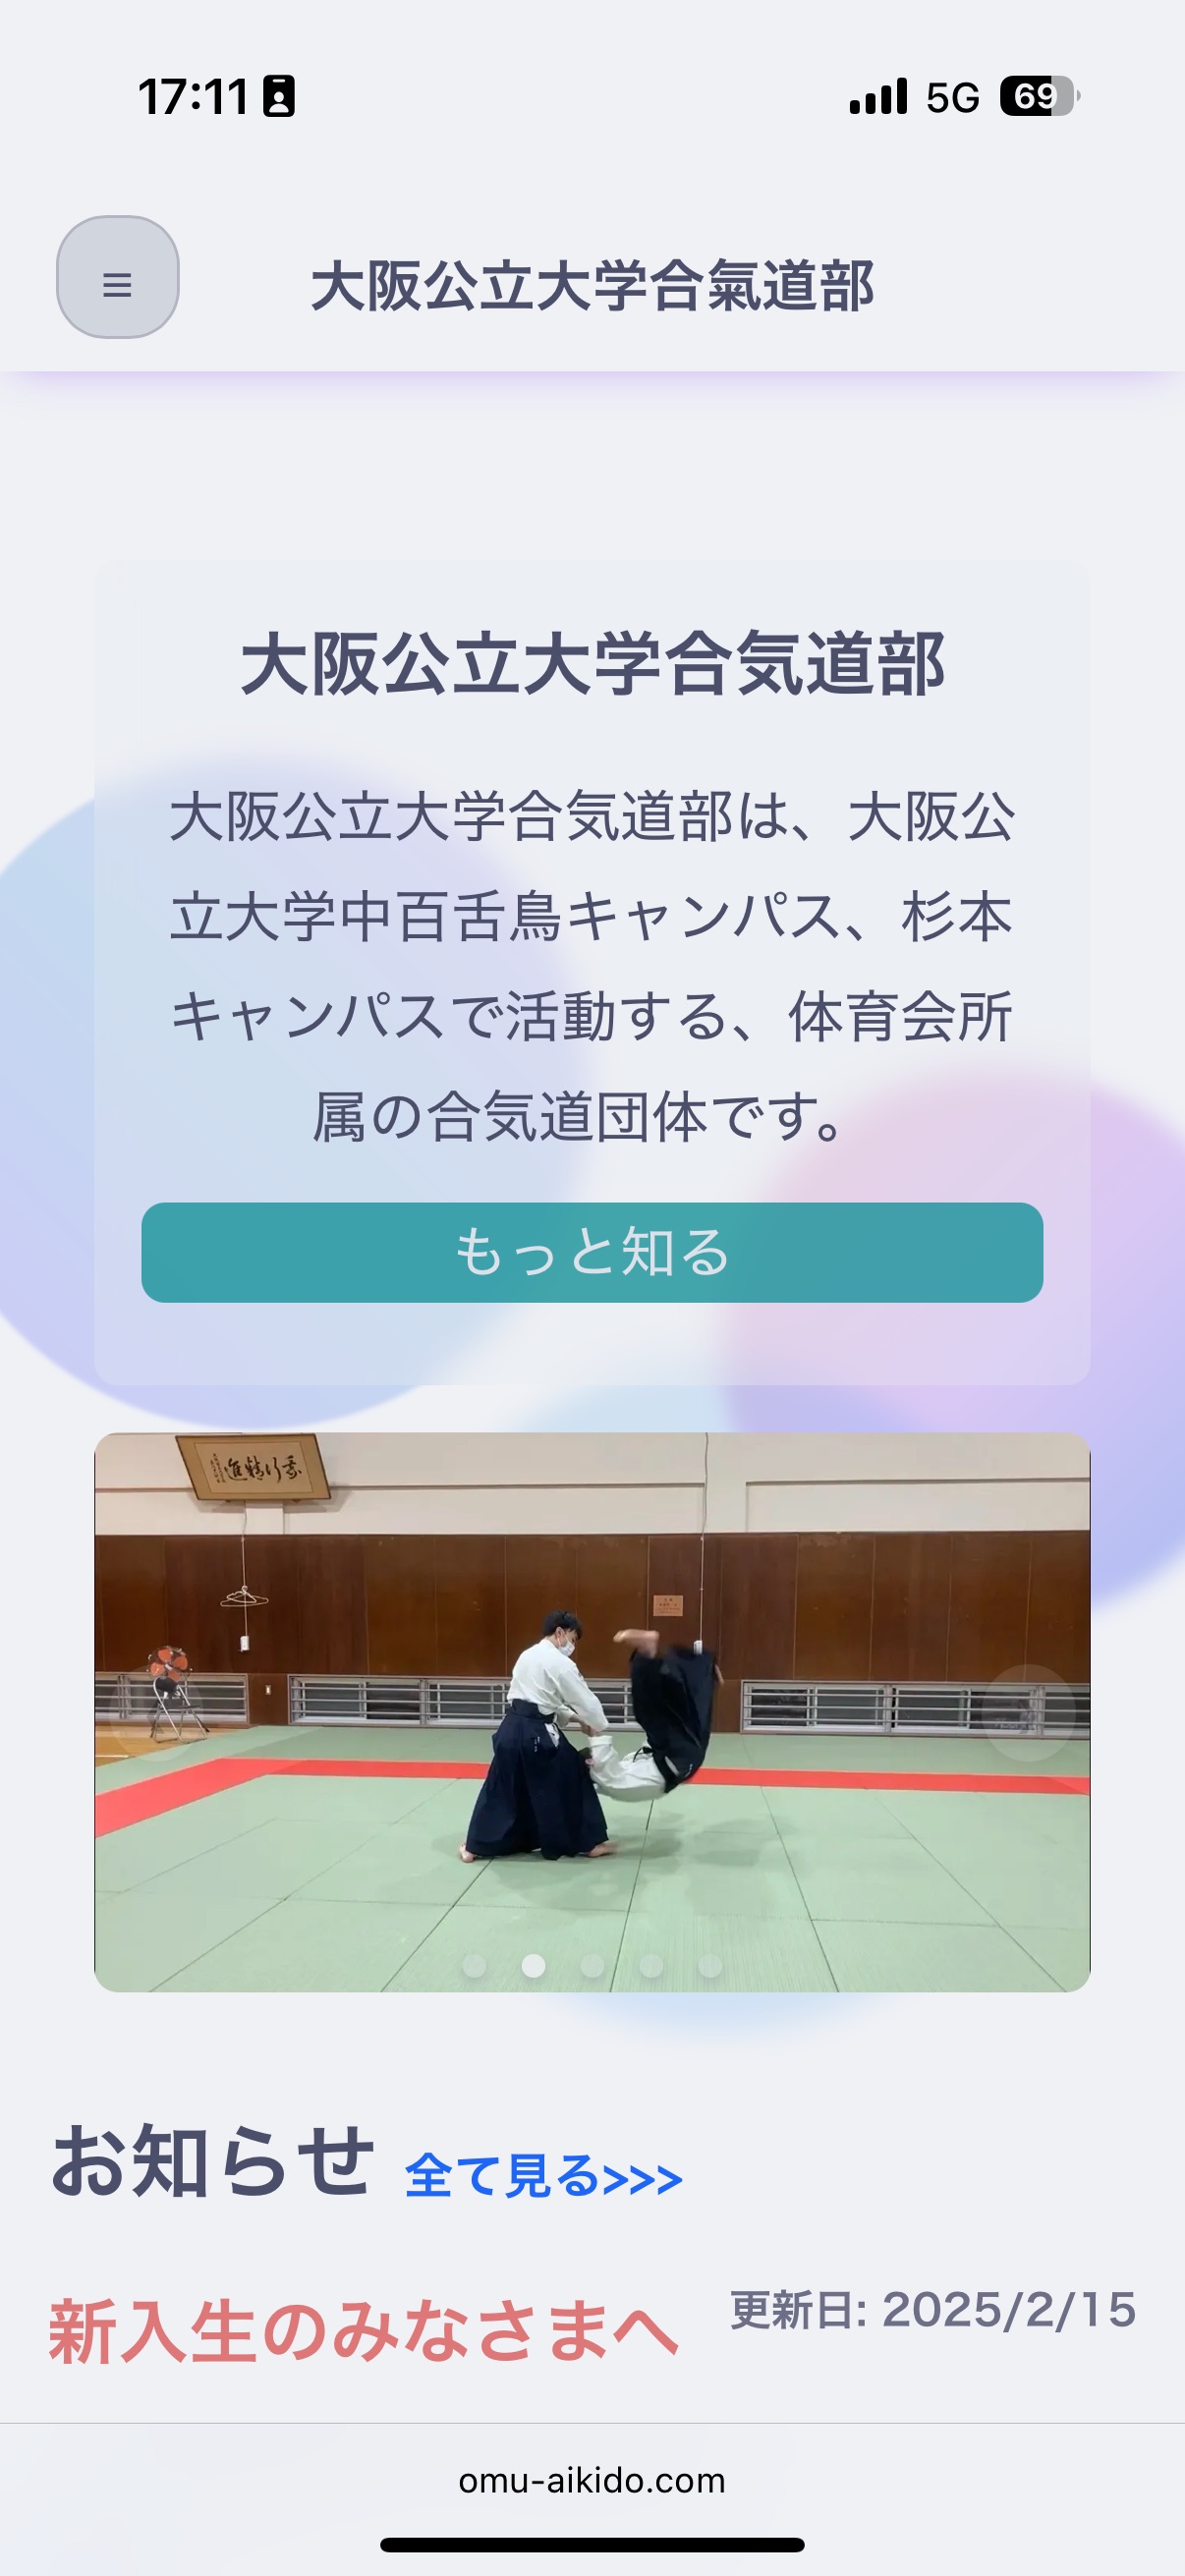 17:11
5G
69
≡
大阪公立大学合氣道部
大阪公立大学合気道部
大阪公立大学合気道部は、大阪公
立大学中百舌鳥キャンパス、杉本
キャンパスで活動する、体育会所
属の合気道団体です。
もっと知る
お知らせ 全て見る>>>
新入生のみなさまへ 更新日: 2025/2/15
omu-aikido.com